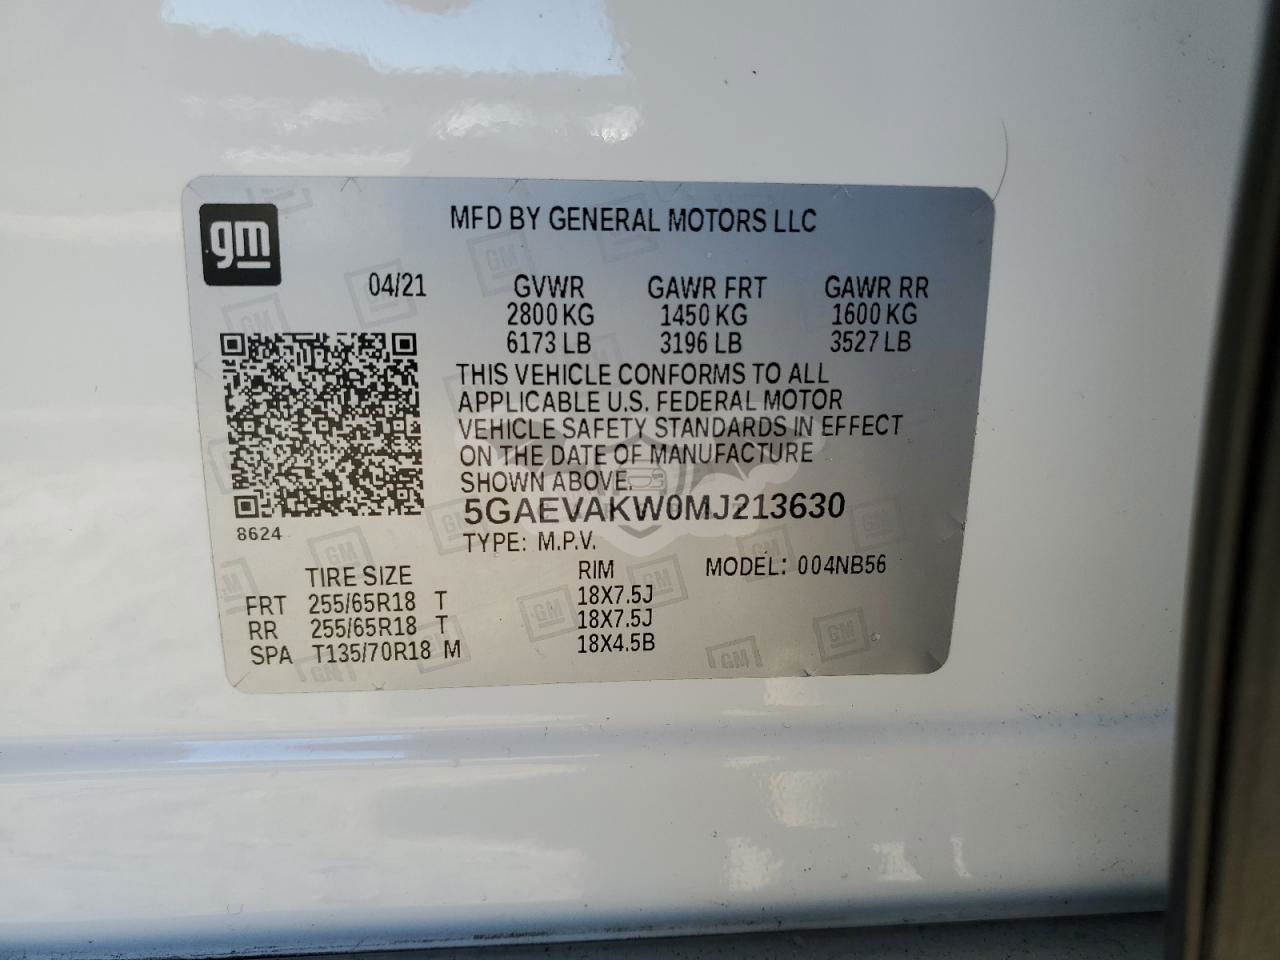 gm
MFD BY GENERAL MOTORS LLC
04/21 GVWR GAWR FRT GAWR RR
2800 KG 1450 KG 1600 KG
6173 LB 3196 LB 3527 LB
THIS VEHICLE CONFORMS TO ALL
APPLICABLE U.S. FEDERAL MOTOR
VEHICLE SAFETY STANDARDS IN EFFECT
ON THE DATE OF MANUFACTURE
SHOWN ABOVE.
5GAEVAKW0MJ213630
8624
TYPE: M.P.V.
TIRE SIZE RIM MODEL: 004NB56
FRT 255/65R18 T 18X7.5J
RR 255/65R18 T 18X7.5J
SPA T135/70R18 M 18X4.5B